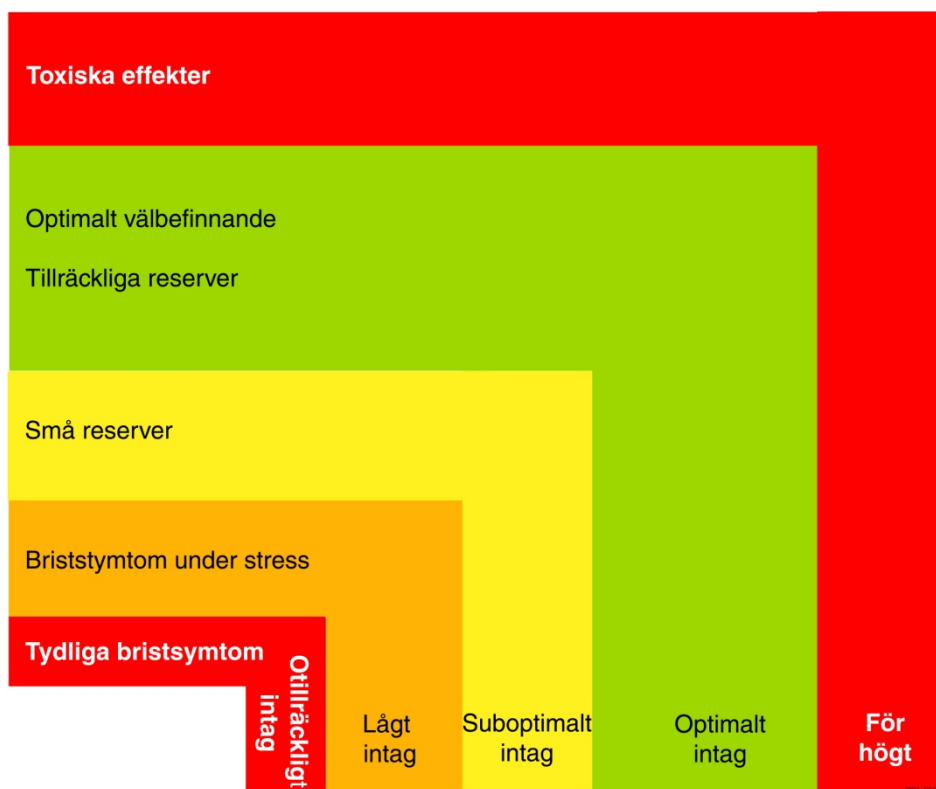 Toxiska effekter
Optimalt välbefinnande
Tillräckliga reserver
Små reserver
Briststymtom under stress
Tydliga bristsymtom
Otillräckligt
intag
Lågt
intag
Suboptimalt
intag
Optimalt
intag
För
högt